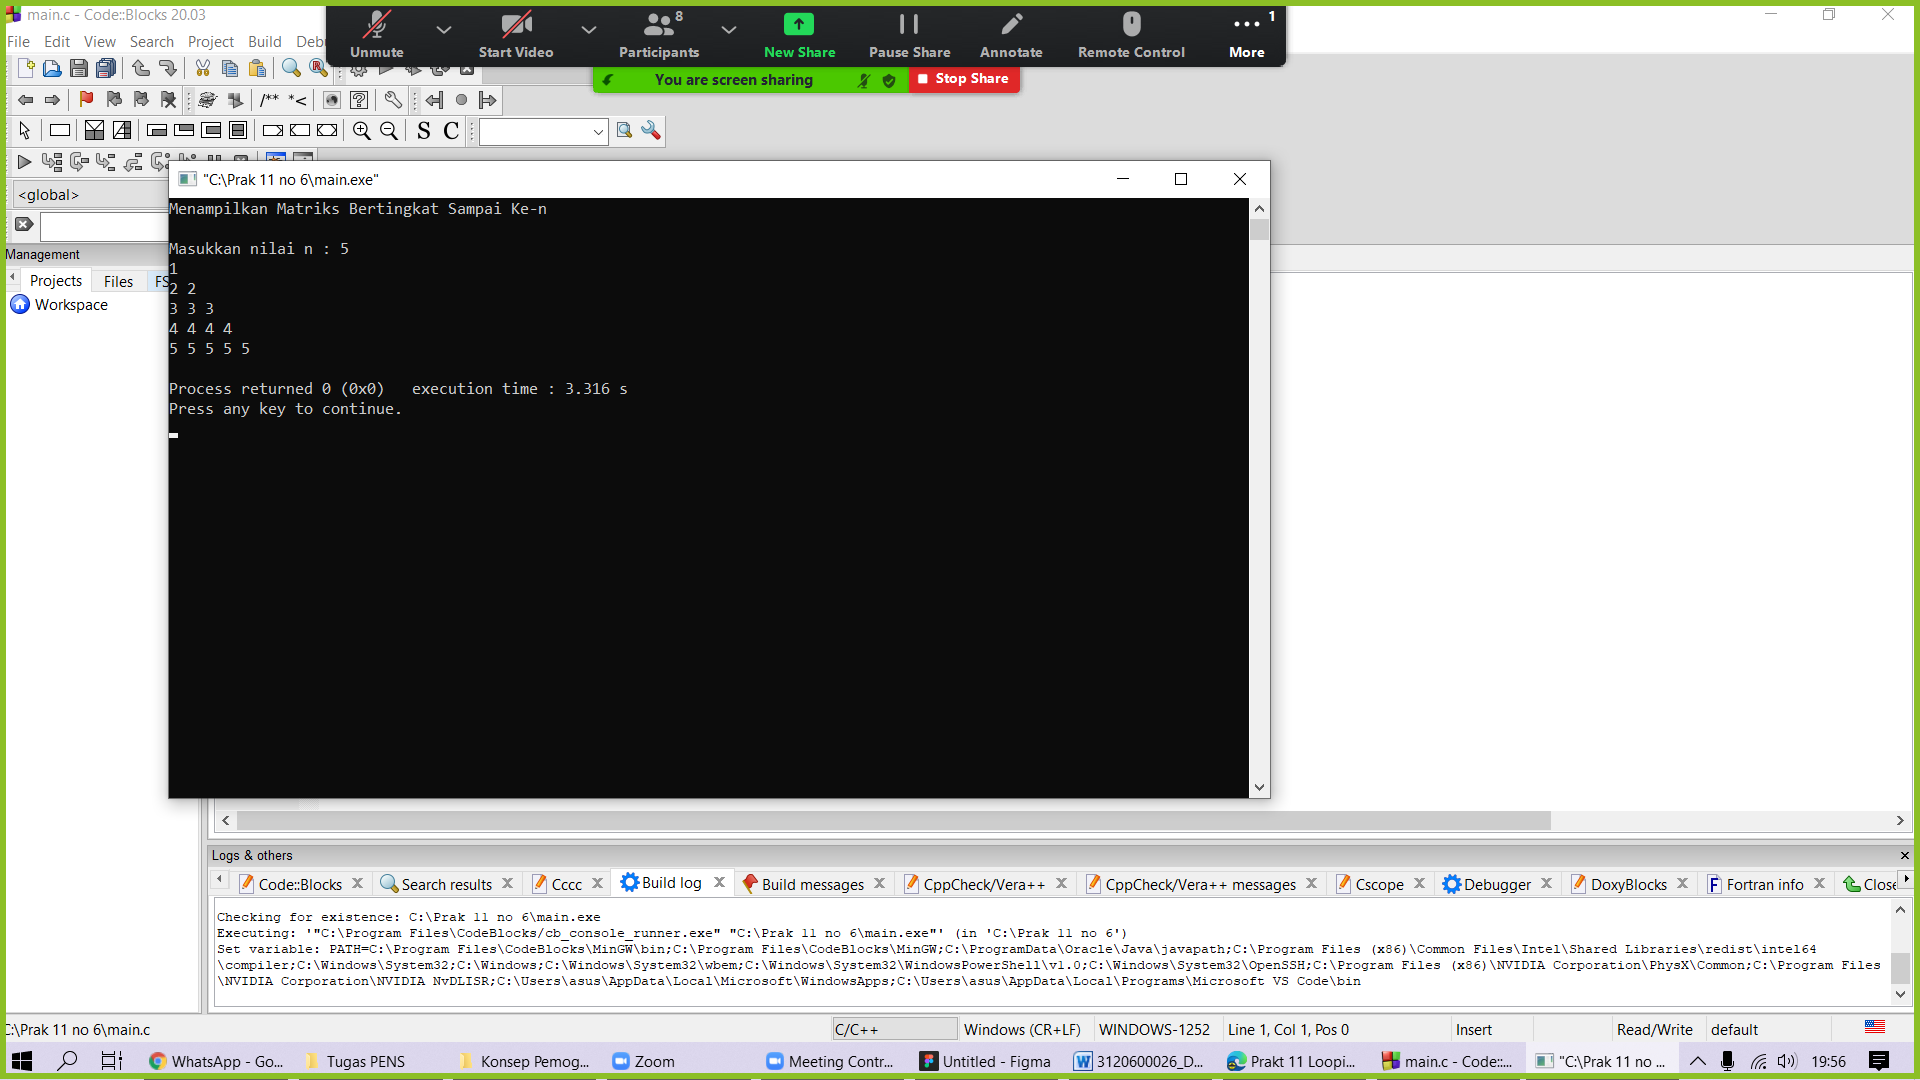 main.c - Code::Blocks 20.03
File Edit View Search Project Build Debu
Unmute
Start Video
8
Participants
New Share
Pause Share
Annotate
Remote Control
1
More
You are screen sharing
Stop Share
/** *<
S C
<global>
"C:\Prak 11 no 6\main.exe"
Menampilkan Matriks Bertingkat Sampai Ke-n
Masukkan nilai n : 5
1
2 2
3 3 3
4 4 4 4
5 5 5 5 5
Process returned 0 (0x0)   execution time : 3.316 s
Press any key to continue.
Management
Projects Files FS
Workspace
Logs & others
Code::Blocks Search results Cccc Build log Build messages CppCheck/Vera++ CppCheck/Vera++ messages Cscope Debugger DoxyBlocks Fortran info Close
Checking for existence: C:\Prak 11 no 6\main.exe
Executing: '"C:\Program Files\CodeBlocks/cb_console_runner.exe" "C:\Prak 11 no 6\main.exe"' (in 'C:\Prak 11 no 6')
Set variable: PATH=C:\Program Files\CodeBlocks\MinGW\bin;C:\Program Files\CodeBlocks\MinGW;C:\ProgramData\Oracle\Java\javapath;C:\Program Files (x86)\Common Files\Intel\Shared Libraries\redist\intel64
\compiler;C:\Windows\System32;C:\Windows;C:\Windows\System32\wbem;C:\Windows\System32\WindowsPowerShell\v1.0;C:\Windows\System32\OpenSSH;C:\Program Files (x86)\NVIDIA Corporation\PhysX\Common;C:\Program Files
\NVIDIA Corporation\NVIDIA NvDLISR;C:\Users\asus\AppData\Local\Microsoft\WindowsApps;C:\Users\asus\AppData\Local\Programs\Microsoft VS Code\bin
C:\Prak 11 no 6\main.c C/C++ Windows (CR+LF) WINDOWS-1252 Line 1, Col 1, Pos 0 Insert Read/Write default
WhatsApp - Go... Tugas PENS Konsep Pemog... Zoom Meeting Contr... Untitled - Figma 3120600026_D... Prakt 11 Loopi... main.c - Code::... "C:\Prak 11 no ... 19:56